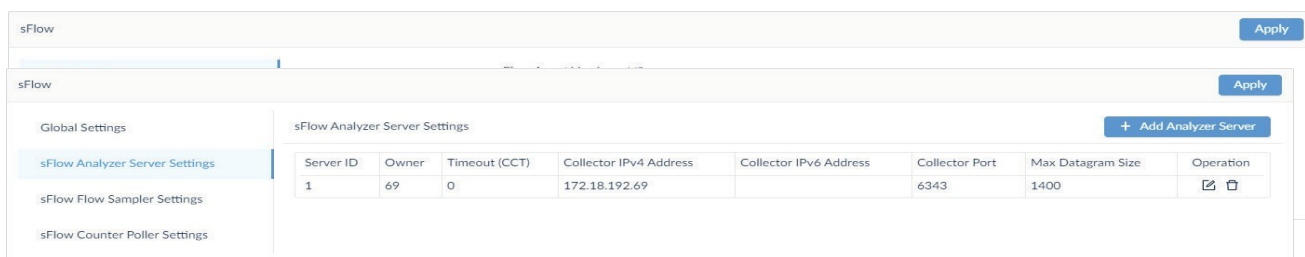 sFlow Apply
sFlow Apply
Global Settings
sFlow Analyzer Server Settings
sFlow Flow Sampler Settings
sFlow Counter Poller Settings
sFlow Analyzer Server Settings + Add Analyzer Server
Server ID Owner Timeout (CCT) Collector IPv4 Address Collector IPv6 Address Collector Port Max Datagram Size Operation
1 69 0 172.18.192.69 6343 1400